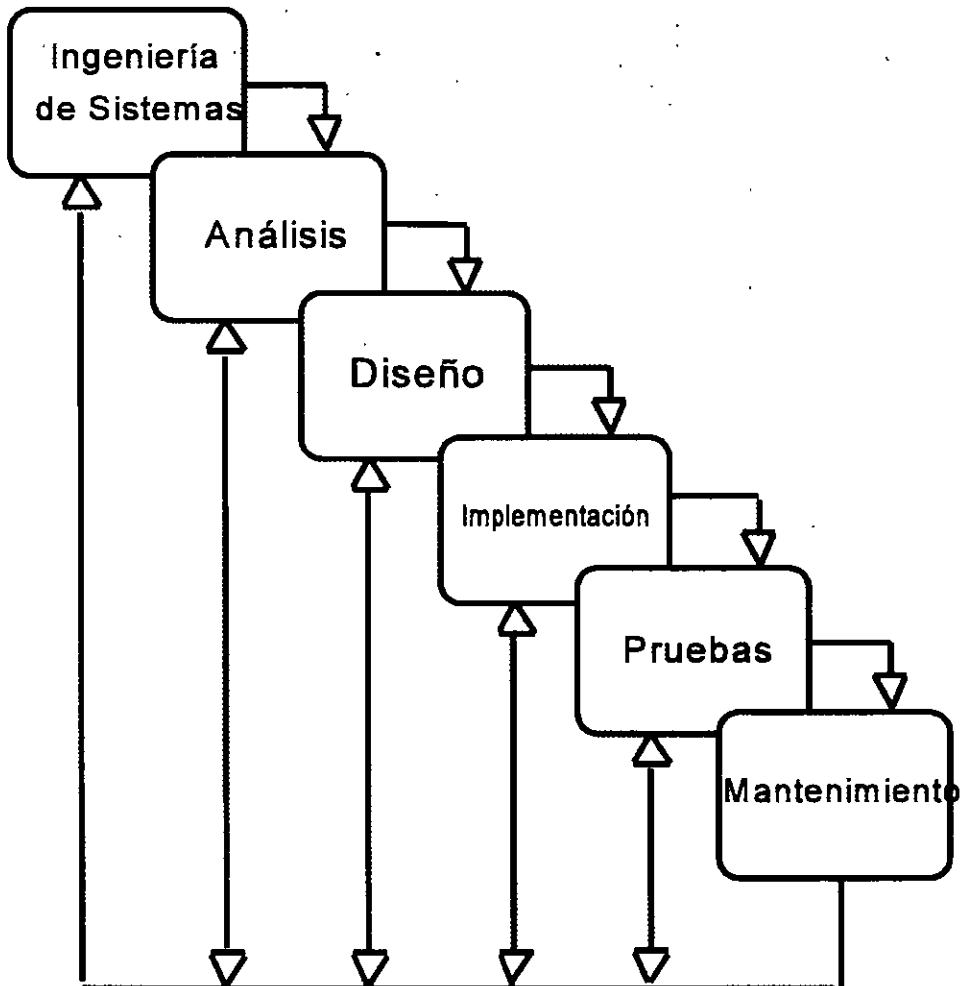 Ingeniería
de Sistemas
Análisis
Diseño
Implementación
Pruebas
Mantenimiento